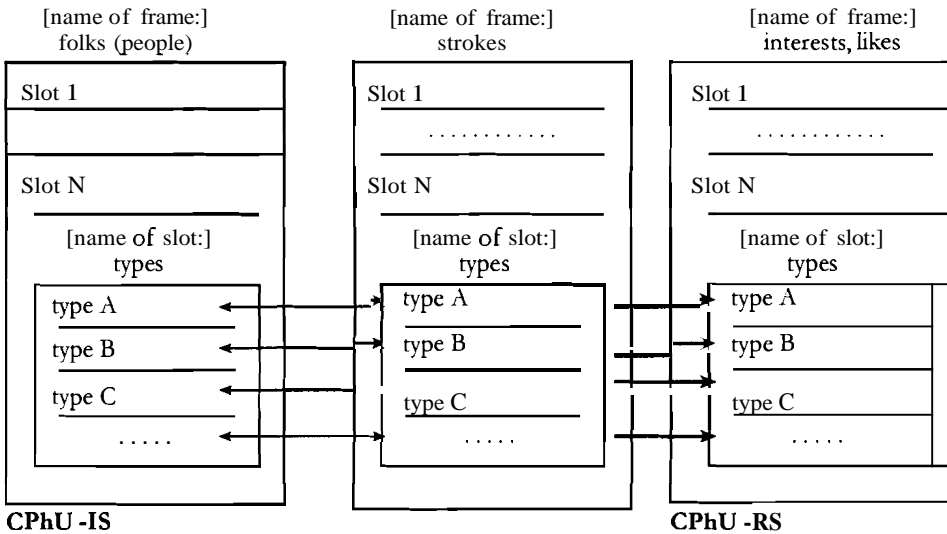 [name of frame:]
folks (people)
Slot 1
Slot N
[name of slot:]
types
type A
type B
type C
.....
CPhU -IS
[name of frame:]
strokes
Slot 1
............
Slot N
[name of slot:]
types
type A
type B
type C
.....
[name of frame:]
interests, likes
Slot 1
............
Slot N
[name of slot:]
types
type A
type B
type C
.....
CPhU -RS